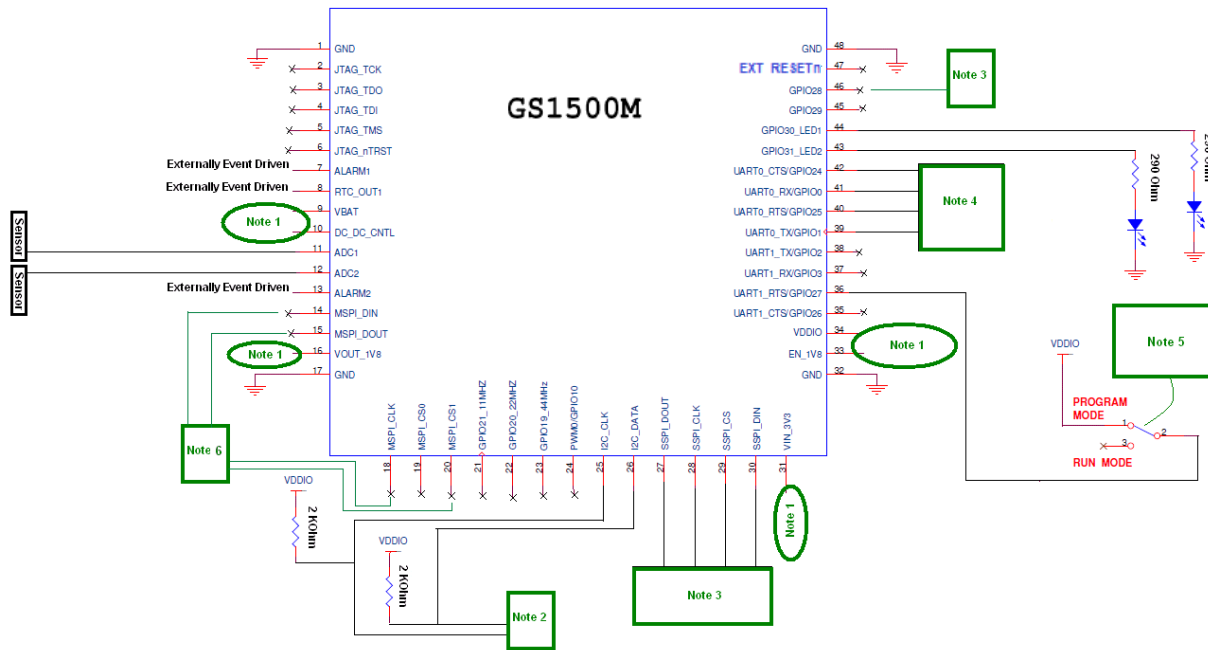 GS1500M
1 GND
2 JTAG_TCK
3 JTAG_TDO
4 JTAG_TDI
5 JTAG_TMS
6 JTAG_nTRST
Externally Event Driven 7 ALARM1
Externally Event Driven 8 RTC_OUT1
9 VBAT
Note 1
10 DC_DC_CNTL
Sensor
11 ADC1
Sensor
12 ADC2
Externally Event Driven 13 ALARM2
14 MSPI_DIN
15 MSPI_DOUT
Note 1 16 VOUT_1V8
17 GND
GND 48
EXT RESETn 47
GPIO28 46
Note 3
GPIO29 45
GPIO30_LED1 44
GPIO31_LED2 43
UART0_CTS/GPIO24 42
UART0_RX/GPIO0 41
UART0_RTS/GPIO25 40
UART0_TX/GPIO1 39
Note 4
290 Ohm
Ohm
UART1_TX/GPIO2 38
UART1_RX/GPIO3 37
UART1_RTS/GPIO27 36
UART1_CTS/GPIO26 35
VDDIO 34
EN_1V8 33
Note 1
GND 32
Note 5
VDDIO
PROGRAM
MODE
1
2
3
RUN MODE
MSPI_CLK 18
MSPI_CS0 19
MSPI_CS1 20
GPIO21_11MHZ 21
GPIO20_22MHZ 22
GPIO19_44MHz 23
PWM0/GPIO10 24
I2C_CLK 25
I2C_DATA 26
SSPI_DOUT 27
SSPI_CLK 28
SSPI_CS 29
SSPI_DIN 30
VIN_3V3 31
Note 6
VDDIO
2 KOhm
VDDIO
2 KOhm
Note 2
Note 3
Note 1